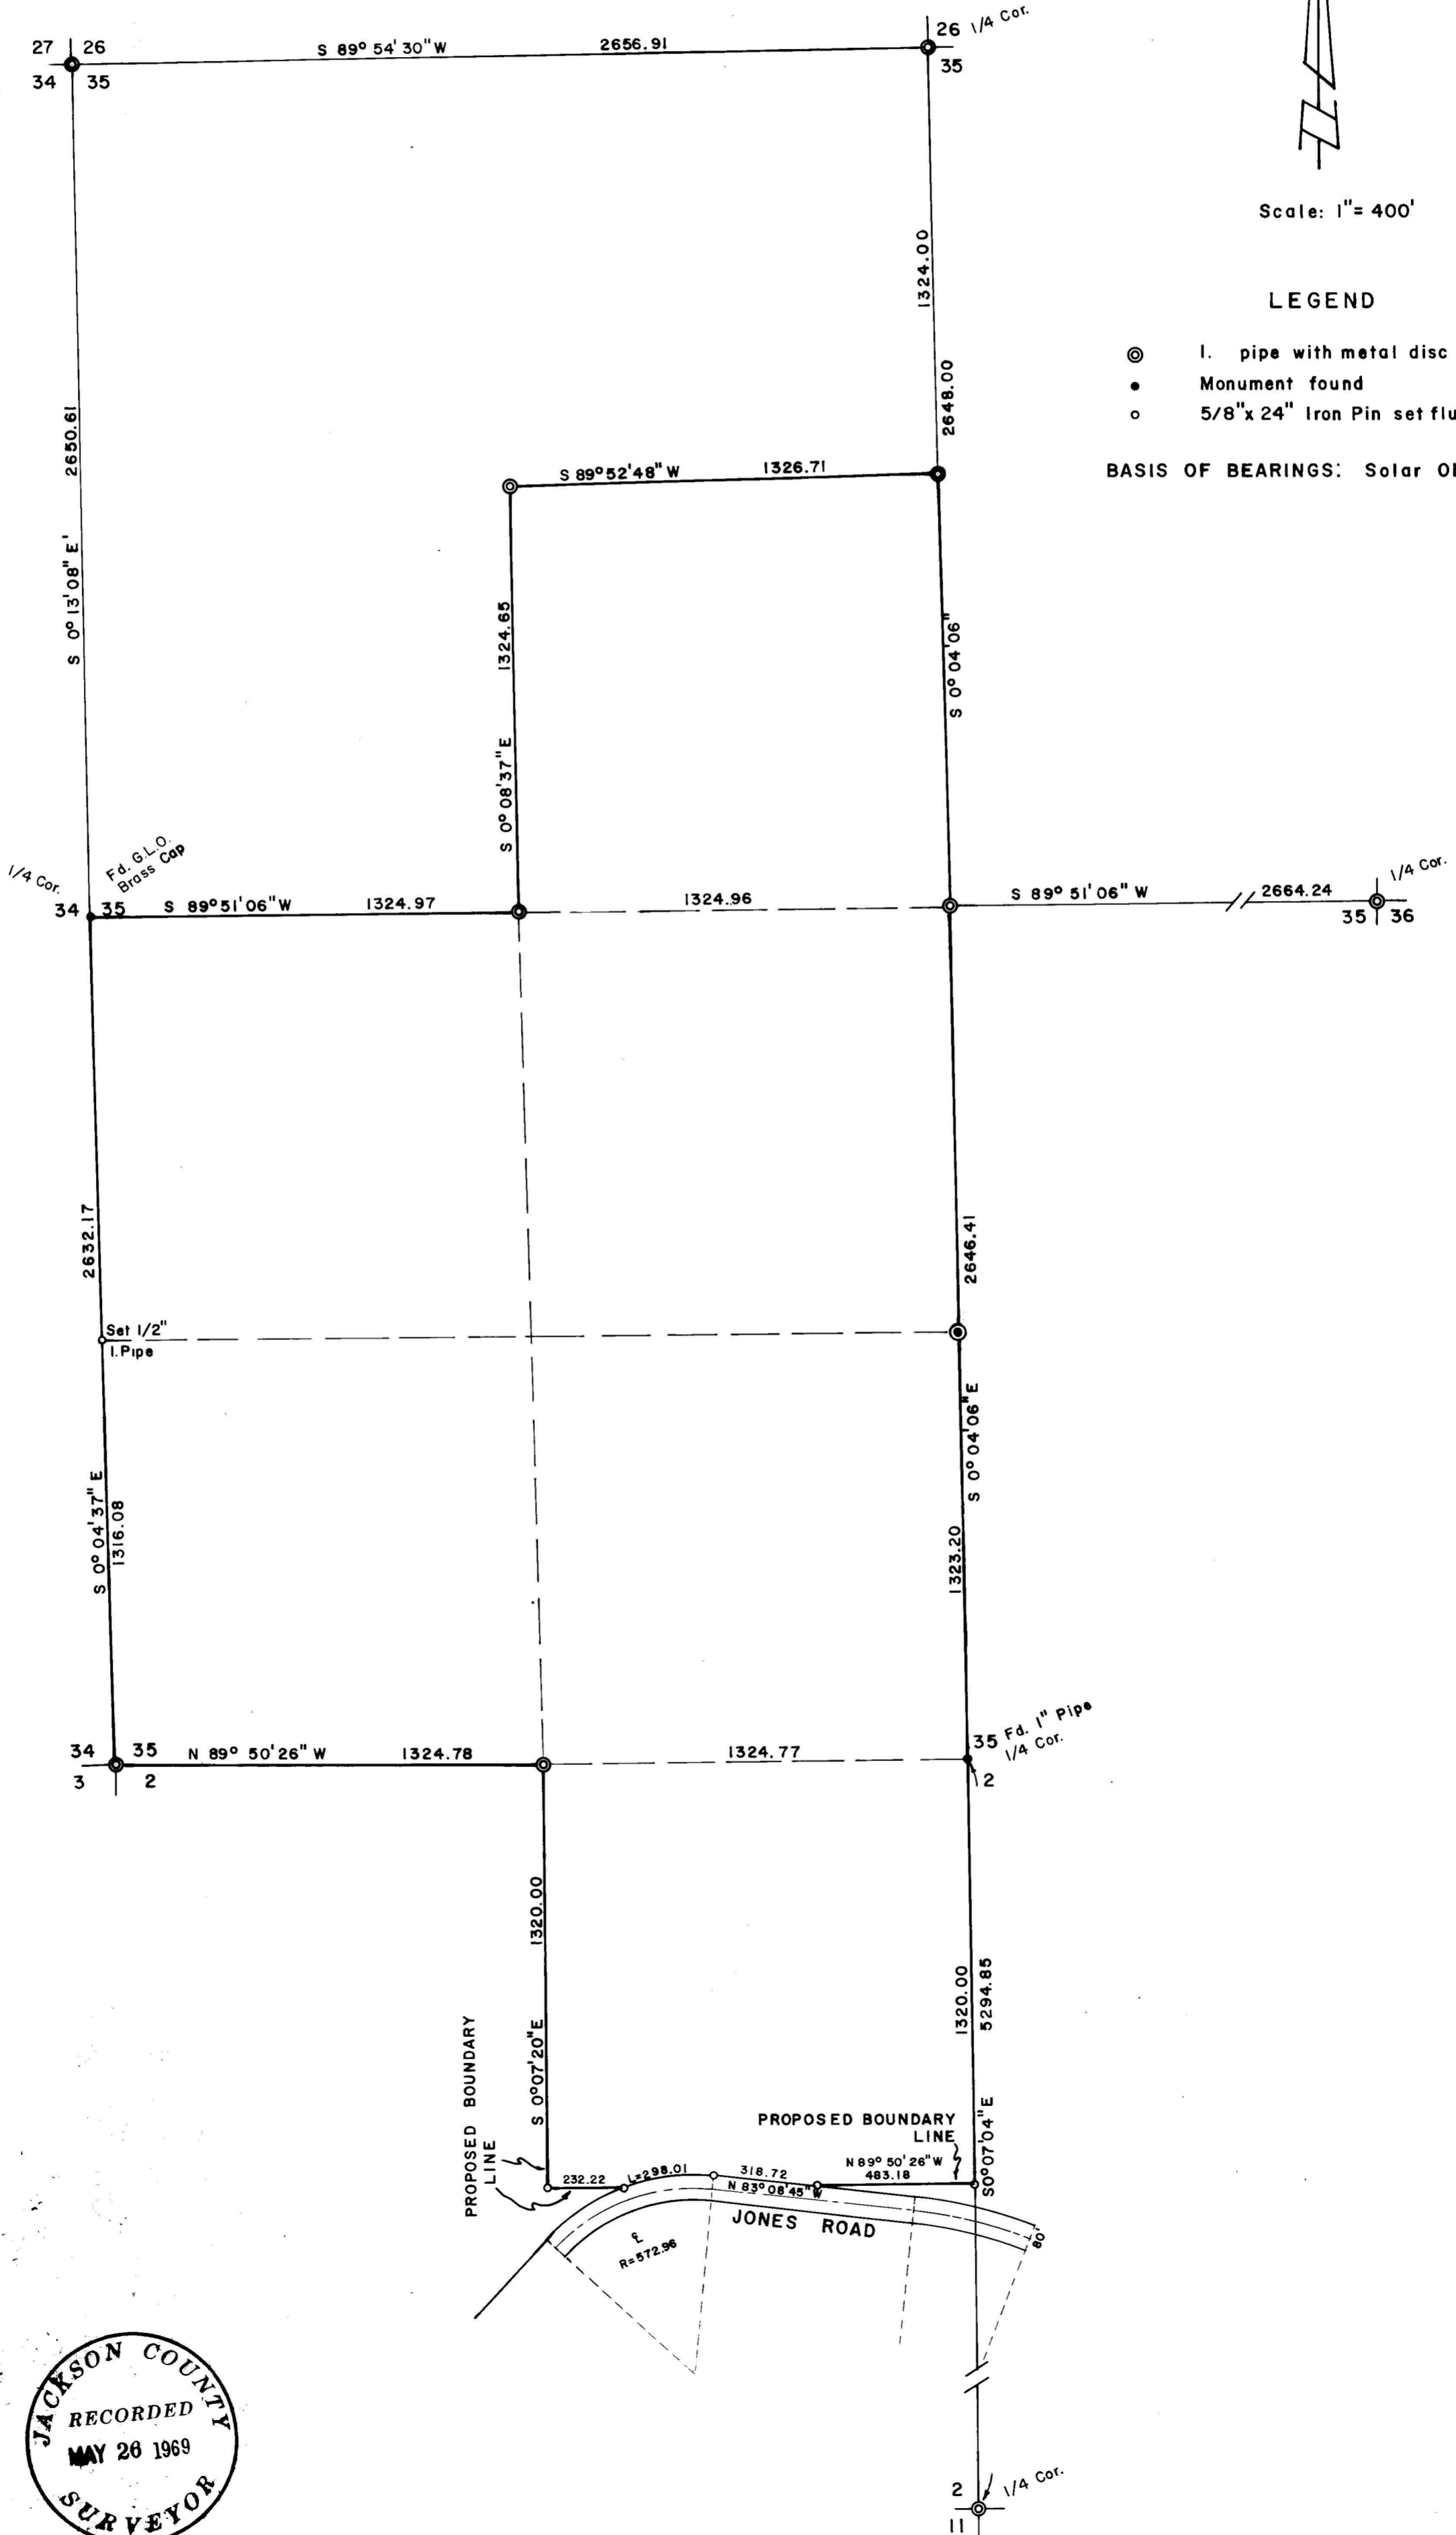 27 26
S 89° 54' 30" W 2656.91
26 1/4 Cor.
34 35
35
Scale: 1"= 400'
LEGEND
I. pipe with metal disc
Monument found
5/8"x 24" Iron Pin set flu
BASIS OF BEARINGS: Solar
1324.00
2648.00
2650.61
S 0° 13' 08" E'
S 89° 52' 48" W 1326.71
1324.65
S 0° 08' 37" E
S 0° 04' 06"
1/4 Cor.
Fd. G.L.O.
Brass Cap
34 35 S 89° 51' 06" W 1324.97
1324.96
S 89° 51' 06" W 2664.24
1/4 Cor.
35 36
2632.17
2646.41
Set 1/2"
I. Pipe
S 0° 04' 37" E
1316.08
S 0° 04' 06" E
1323.20
34 35 N 89° 50' 26" W 1324.78
3 2
1324.77
35 Fd. 1" Pipe
1/4 Cor.
2
1320.00
S 0° 07' 20" E
1320.00
5294.85
S 0° 07' 04" E
PROPOSED BOUNDARY
LINE
PROPOSED BOUNDARY
LINE
232.22
L=298.01
318.72
N 83° 08' 45" W
N 89° 50' 26" W
483.18
JONES ROAD
80'
℄
R=572.96
JACKSON COUNTY
RECORDED
MAY 26 1969
SURVEYOR
2 1/4 Cor.
11